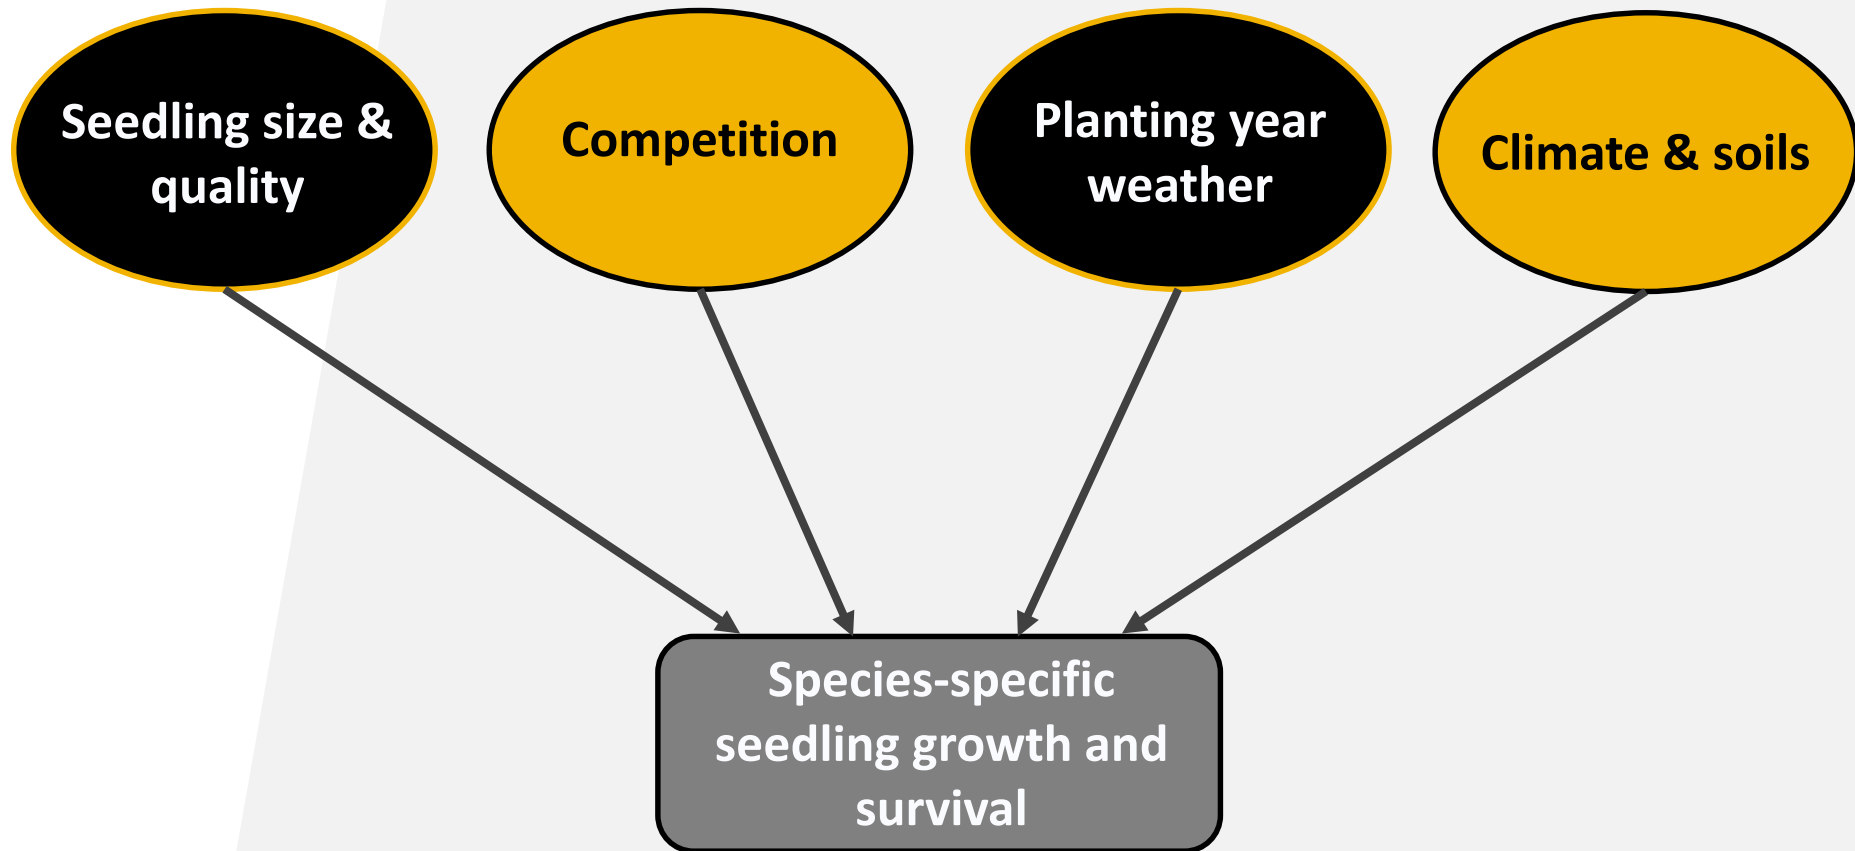 Seedling size &
quality
Competition
Planting year
weather
Climate & soils
Species-specific
seedling growth and
survival